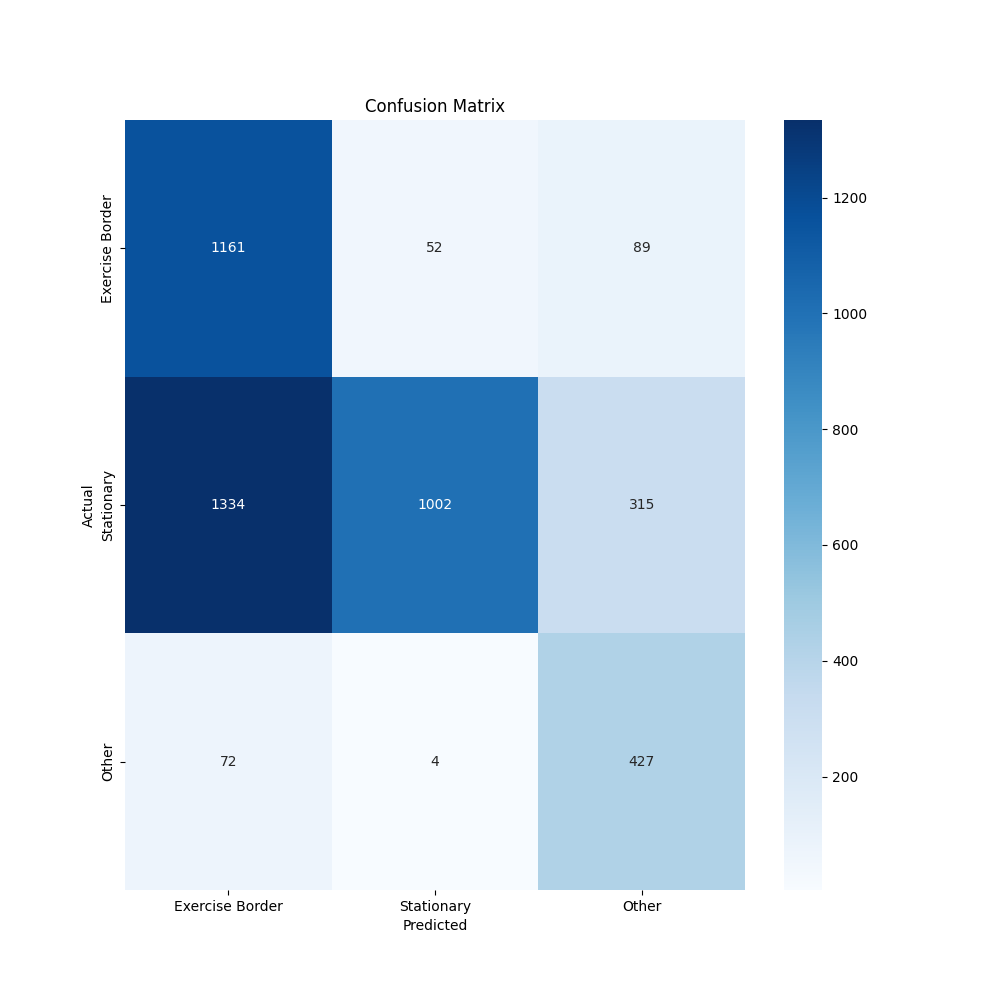 Confusion Matrix
Exercise Border
1161
52
89
Actual
Stationary
1334
1002
315
Other
72
4
427
Exercise Border
Stationary
Other
Predicted
1200
1000
800
600
400
200